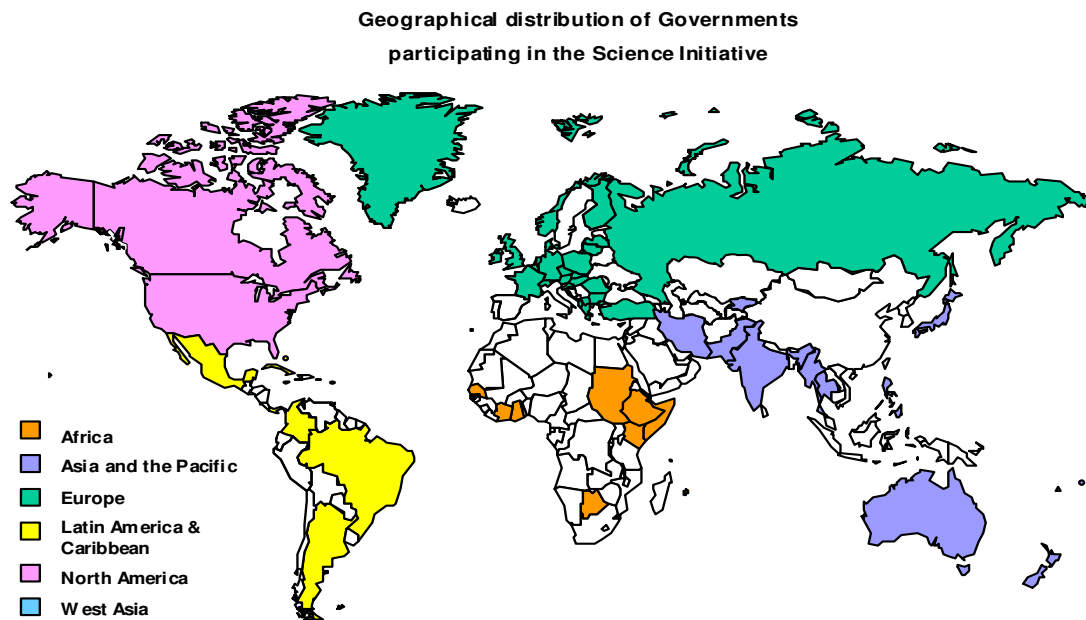 Geographical distribution of Governments
participating in the Science Initiative
Africa
Asia and the Pacific
Europe
Latin America &
Caribbean
North America
West Asia